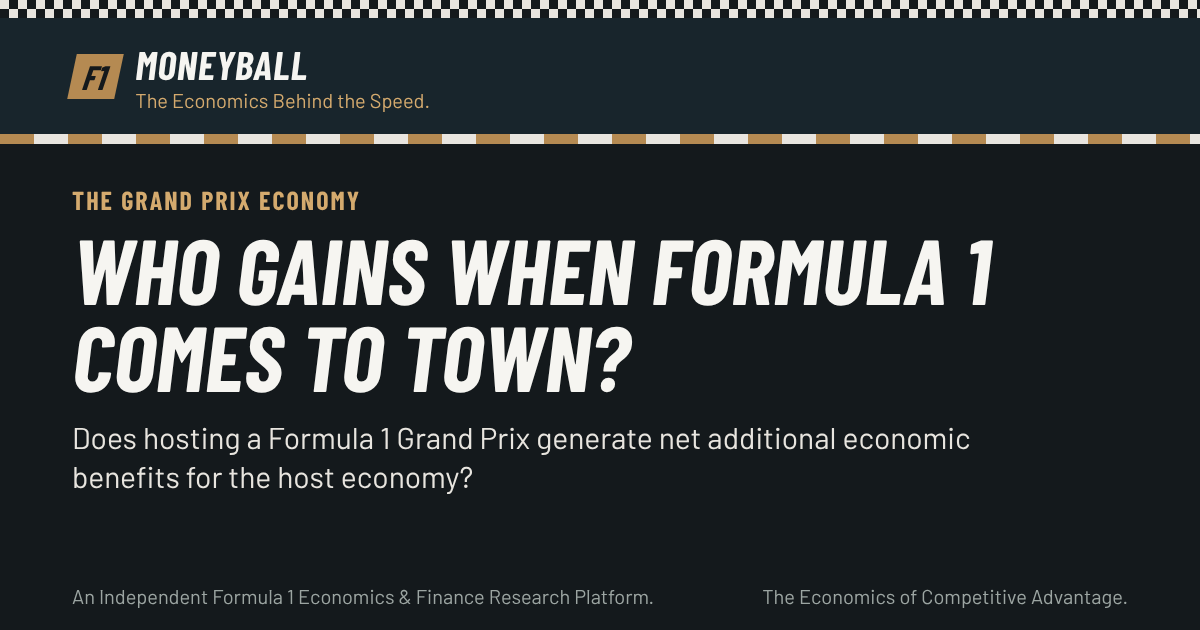 F1
MONEYBALL
The Economics Behind the Speed.
THE GRAND PRIX ECONOMY
WHO GAINS WHEN FORMULA 1
COMES TO TOWN?
Does hosting a Formula 1 Grand Prix generate net additional economic
benefits for the host economy?
An Independent Formula 1 Economics & Finance Research Platform.
The Economics of Competitive Advantage.